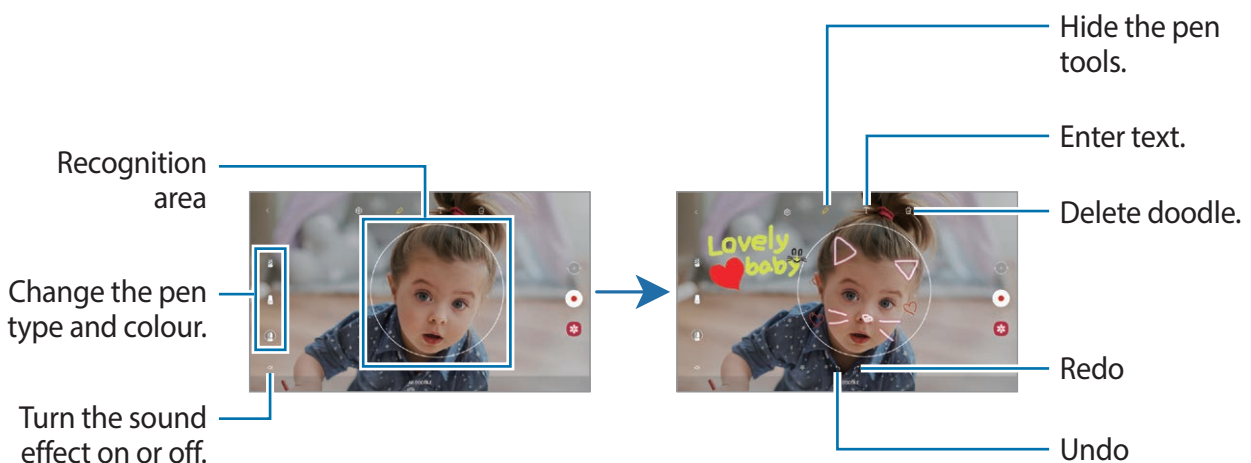 Hide the pen
tools.
Enter text.
Delete doodle.
Recognition
area
Change the pen
type and colour.
Turn the sound
effect on or off.
Lovely
baby
Redo
Undo